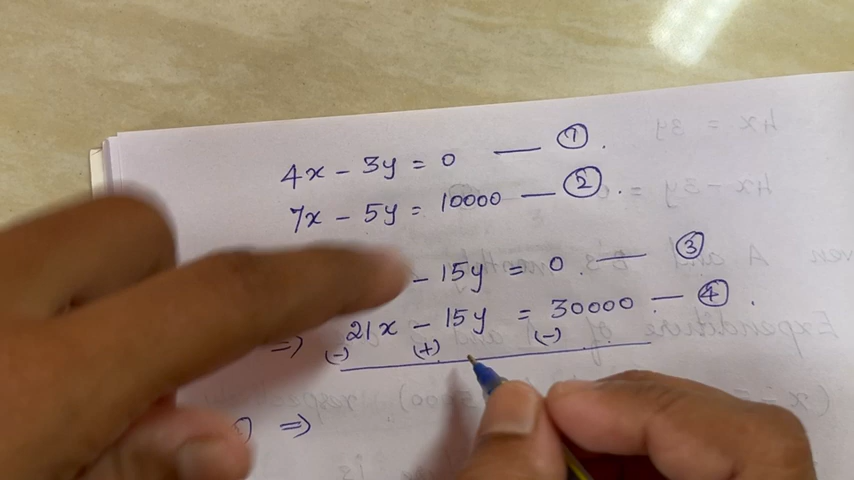 4x - 3y = 0 — ①.
7x - 5y = 10000 — ②.
- 15y = 0. — ③
⇒ 21x - 15y = 30000 — ④.
(-) (+) (-)
⇒